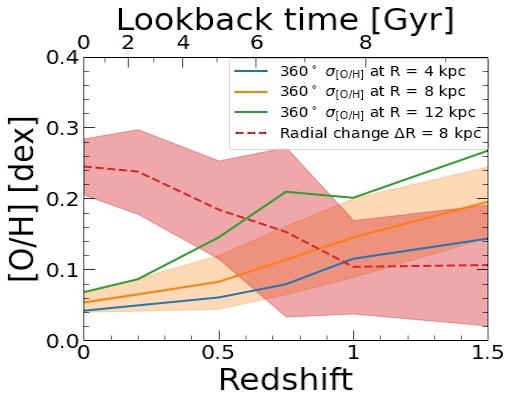 Lookback time [Gyr]
0 2 4 6 8
360° σ[O/H] at R = 4 kpc
360° σ[O/H] at R = 8 kpc
360° σ[O/H] at R = 12 kpc
Radial change ΔR = 8 kpc
[O/H] [dex]
0.4
0.3
0.2
0.1
0.0
0 0.5 1 1.5
Redshift